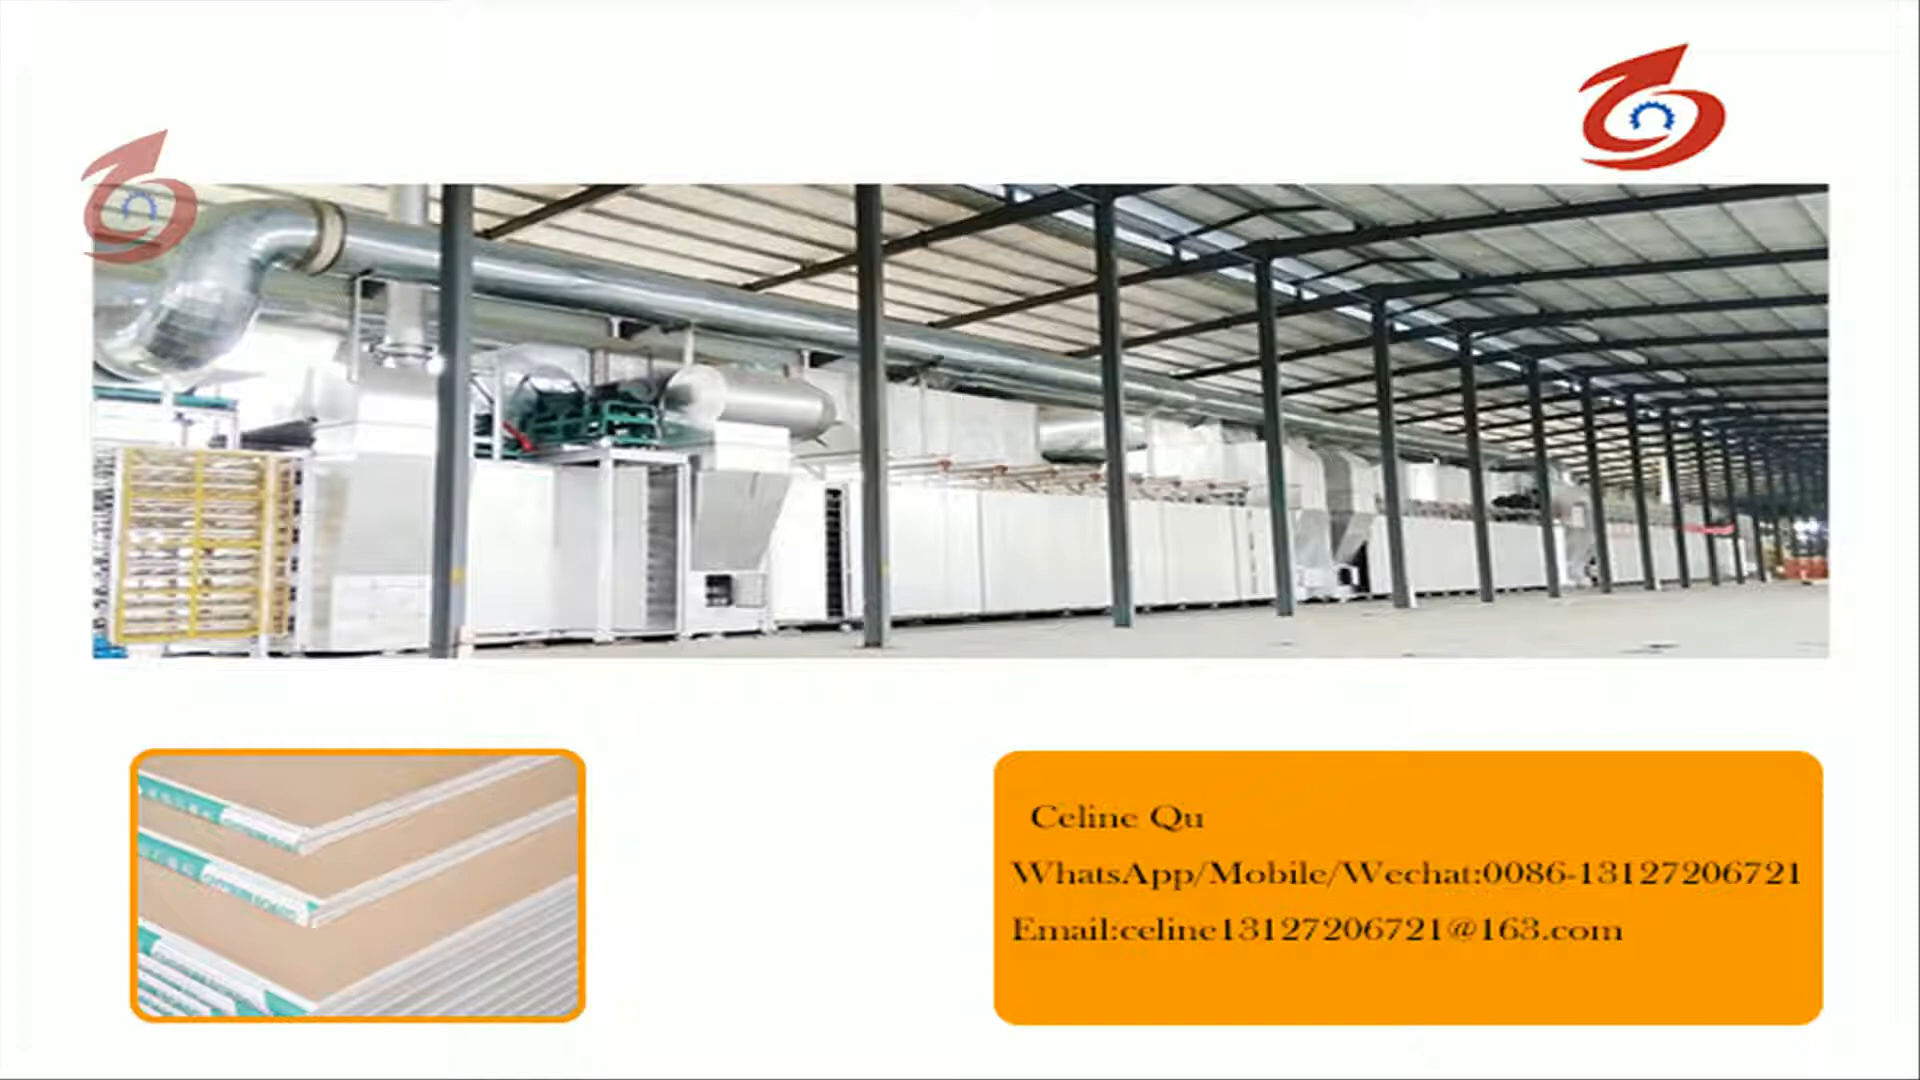 Celine Qu
WhatsApp/Mobile/Wechat:0086-13127206721
Email:celine13127206721@163.com